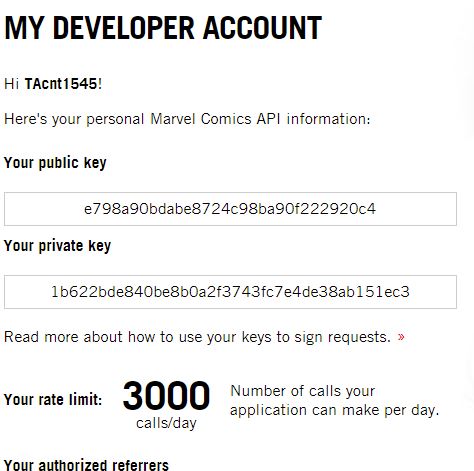 MY DEVELOPER ACCOUNT
Hi TAcnt1545!
Here's your personal Marvel Comics API information:
Your public key
e798a90bdabe8724c98ba90f222920c4
Your private key
1b622bde840be8b0a2f3743fc7e4de38ab151ec3
Read more about how to use your keys to sign requests. »
Your rate limit: 3000 calls/day
Number of calls your
application can make per day.
Your authorized referrers